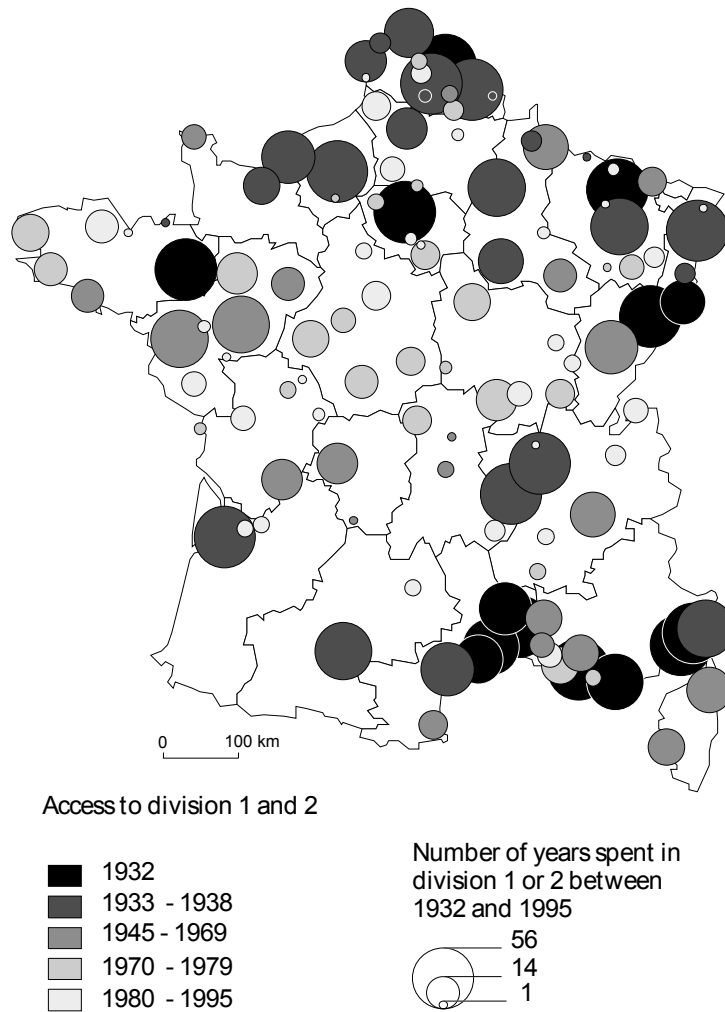 0 100 km
Access to division 1 and 2
1932
1933 - 1938
1945 - 1969
1970 - 1979
1980 - 1995
Number of years spent in
division 1 or 2 between
1932 and 1995
56
14
1